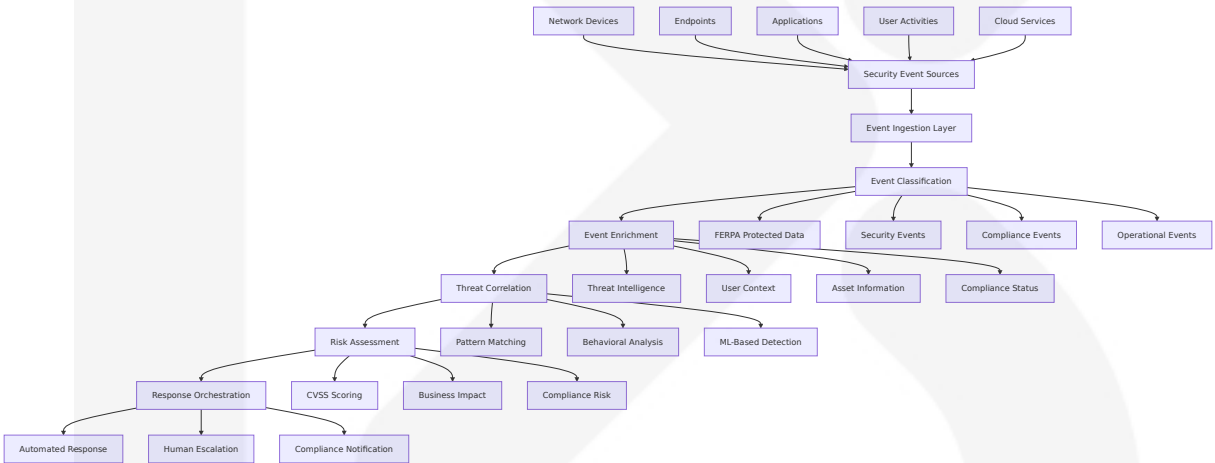 Network Devices
Endpoints
Applications
User Activities
Cloud Services
Security Event Sources
Event Ingestion Layer
Event Classification
Event Enrichment
FERPA Protected Data
Security Events
Compliance Events
Operational Events
Threat Correlation
Threat Intelligence
User Context
Asset Information
Compliance Status
Risk Assessment
Pattern Matching
Behavioral Analysis
ML-Based Detection
Response Orchestration
CVSS Scoring
Business Impact
Compliance Risk
Automated Response
Human Escalation
Compliance Notification